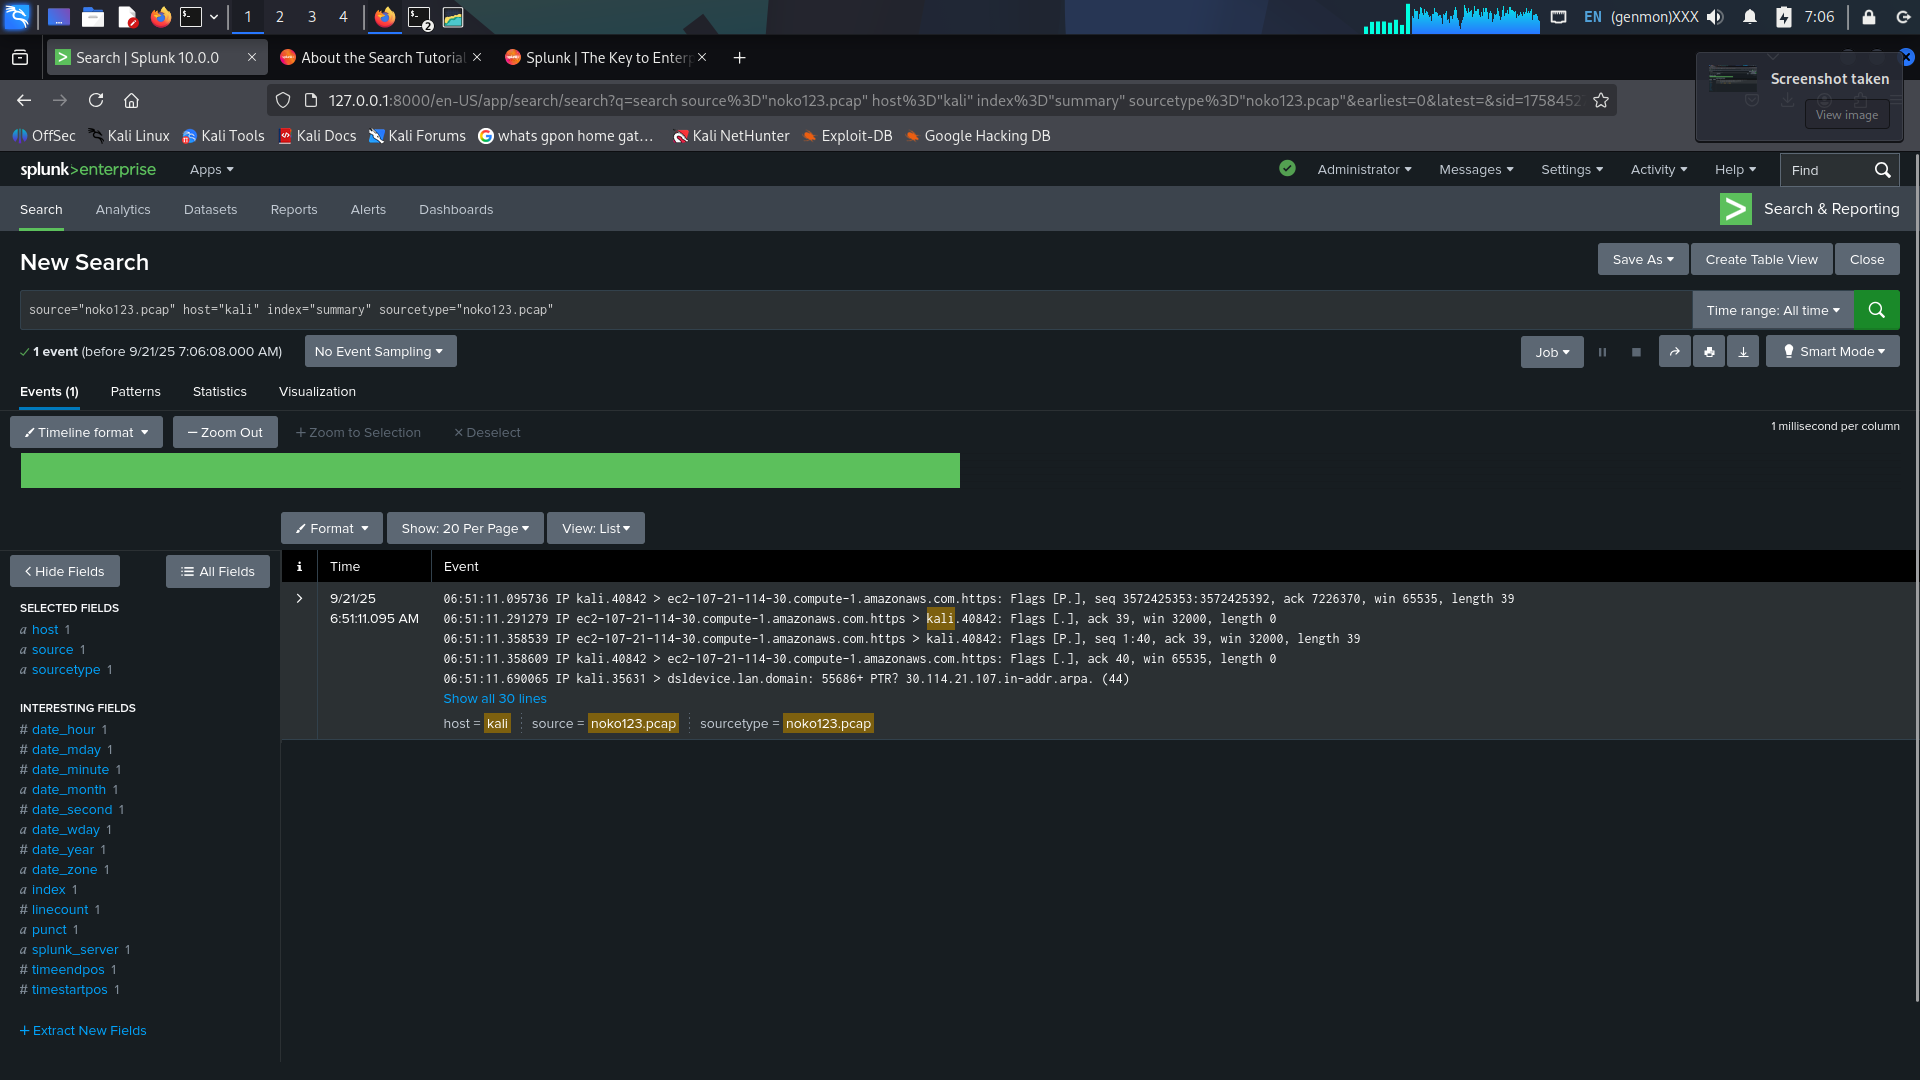 1 2 3 4 2 EN (genmon)XXX 7:06
Search | Splunk 10.0.0 About the Search Tutorial Splunk | The Key to Enterp
Screenshot taken
View image
127.0.0.1:8000/en-US/app/search/search?q=search source%3D"noko123.pcap" host%3D"kali" index%3D"summary" sourcetype%3D"noko123.pcap"&earliest=0&latest=&sid=1758452
OffSec Kali Linux Kali Tools Kali Docs Kali Forums whats gpon home gat… Kali NetHunter Exploit-DB Google Hacking DB
splunk>enterprise Apps Administrator Messages Settings Activity Help Find
Search Analytics Datasets Reports Alerts Dashboards Search & Reporting
New Search
Save As Create Table View Close
source="noko123.pcap" host="kali" index="summary" sourcetype="noko123.pcap"
Time range: All time
1 event (before 9/21/25 7:06:08.000 AM) No Event Sampling Job Smart Mode
Events (1) Patterns Statistics Visualization
Timeline format Zoom Out + Zoom to Selection × Deselect 1 millisecond per column
Format Show: 20 Per Page View: List
Hide Fields All Fields
i Time Event
SELECTED FIELDS
a host 1
a source 1
a sourcetype 1
INTERESTING FIELDS
# date_hour 1
# date_mday 1
# date_minute 1
a date_month 1
# date_second 1
a date_wday 1
# date_year 1
a date_zone 1
a index 1
# linecount 1
a punct 1
a splunk_server 1
# timeendpos 1
# timestartpos 1
+ Extract New Fields
9/21/25
6:51:11.095 AM
06:51:11.095736 IP kali.40842 > ec2-107-21-114-30.compute-1.amazonaws.com.https: Flags [P.], seq 3572425353:3572425392, ack 7226370, win 65535, length 39
06:51:11.291279 IP ec2-107-21-114-30.compute-1.amazonaws.com.https > kali.40842: Flags [.], ack 39, win 32000, length 0
06:51:11.358539 IP ec2-107-21-114-30.compute-1.amazonaws.com.https > kali.40842: Flags [P.], seq 1:40, ack 39, win 32000, length 39
06:51:11.358609 IP kali.40842 > ec2-107-21-114-30.compute-1.amazonaws.com.https: Flags [.], ack 40, win 65535, length 0
06:51:11.690065 IP kali.35631 > dsldevice.lan.domain: 55686+ PTR? 30.114.21.107.in-addr.arpa. (44)
Show all 30 lines
host = kali source = noko123.pcap sourcetype = noko123.pcap